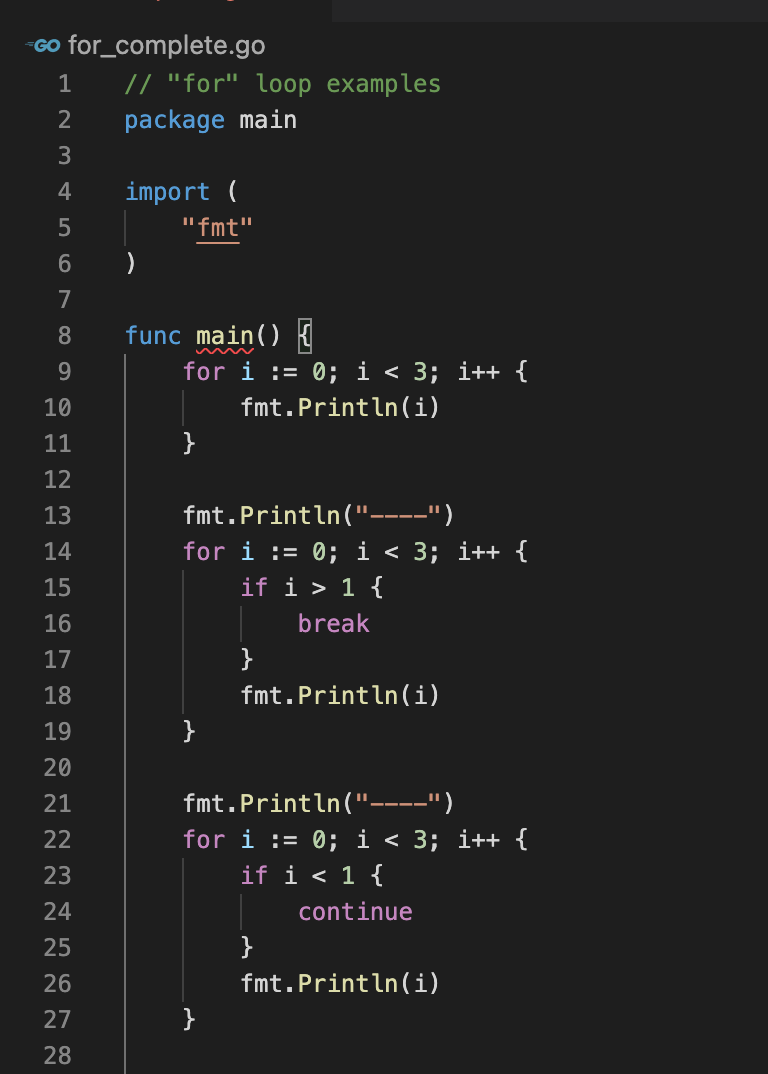 GO for_complete.go
1 // "for" loop examples
2 package main
3
4 import (
5     "fmt"
6 )
7
8 func main() {
9     for i := 0; i < 3; i++ {
10         fmt.Println(i)
11     }
12
13     fmt.Println("----")
14     for i := 0; i < 3; i++ {
15         if i > 1 {
16             break
17         }
18         fmt.Println(i)
19     }
20
21     fmt.Println("----")
22     for i := 0; i < 3; i++ {
23         if i < 1 {
24             continue
25         }
26         fmt.Println(i)
27     }
28